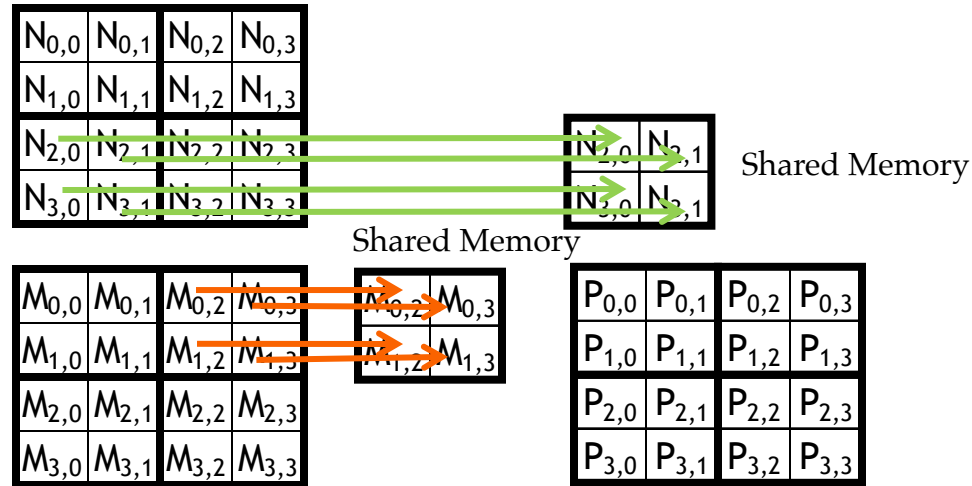 N0,0 N0,1 N0,2 N0,3
N1,0 N1,1 N1,2 N1,3
N2,0 N2,1 N2,2 N2,3
N3,0 N3,1 N3,2 N3,3
N2,0 N2,1
N3,0 N3,1
Shared Memory
Shared Memory
M0,0 M0,1 M0,2 M0,3
M1,0 M1,1 M1,2 M1,3
M2,0 M2,1 M2,2 M2,3
M3,0 M3,1 M3,2 M3,3
M0,2 M0,3
M1,2 M1,3
P0,0 P0,1 P0,2 P0,3
P1,0 P1,1 P1,2 P1,3
P2,0 P2,1 P2,2 P2,3
P3,0 P3,1 P3,2 P3,3